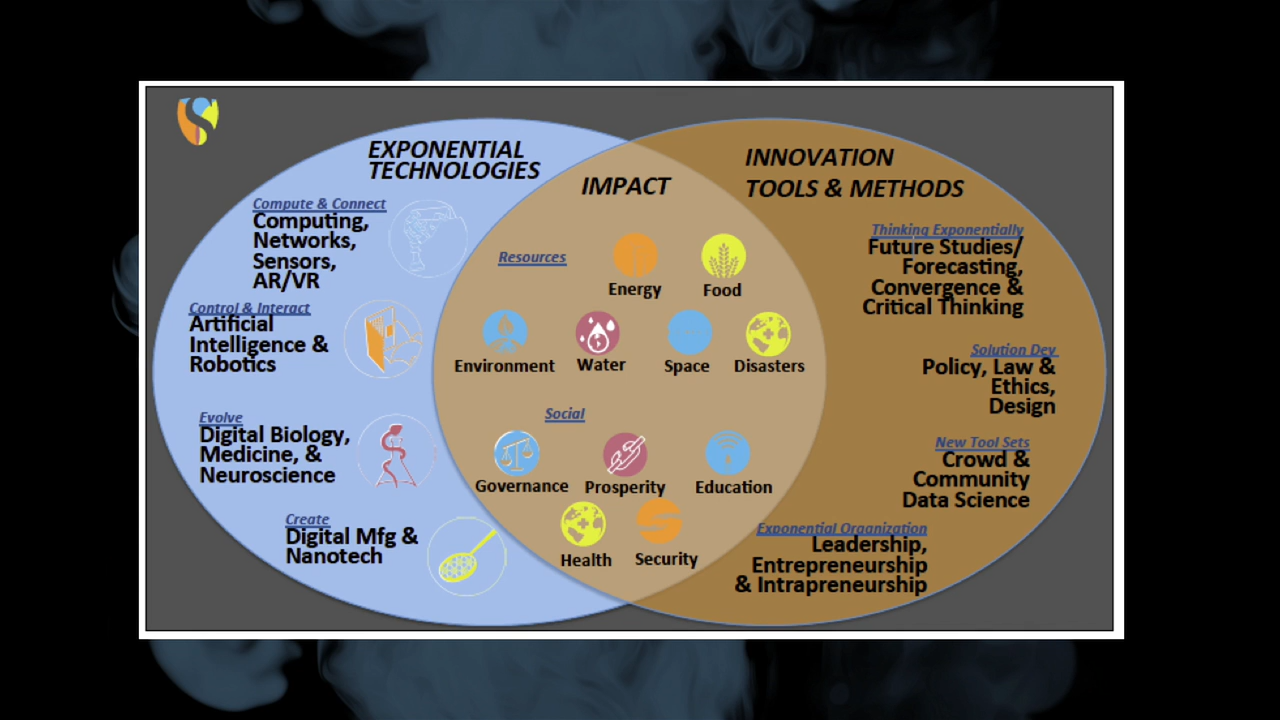 EXPONENTIAL
TECHNOLOGIES
Compute & Connect
Computing,
Networks,
Sensors,
AR/VR
Control & Interact
Artificial
Intelligence &
Robotics
Evolve
Digital Biology,
Medicine, &
Neuroscience
Create
Digital Mfg &
Nanotech
IMPACT
Resources
Energy
Food
Environment
Water
Space
Disasters
Social
Governance
Prosperity
Education
Health
Security
INNOVATION
TOOLS & METHODS
Thinking Exponentially
Future Studies/
Forecasting,
Convergence &
Critical Thinking
Solution Dev
Policy, Law &
Ethics,
Design
New Tool Sets
Crowd &
Community
Data Science
Exponential Organization
Leadership,
Entrepreneurship
& Intrapreneurship